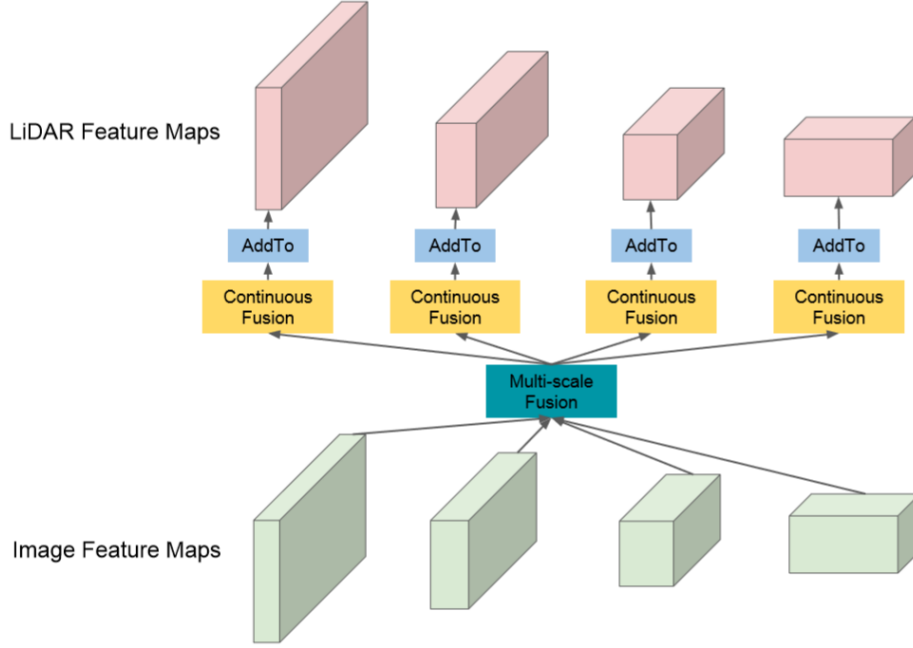 LiDAR Feature Maps
AddTo
AddTo
AddTo
AddTo
Continuous
Fusion
Continuous
Fusion
Continuous
Fusion
Continuous
Fusion
Multi-scale
Fusion
Image Feature Maps